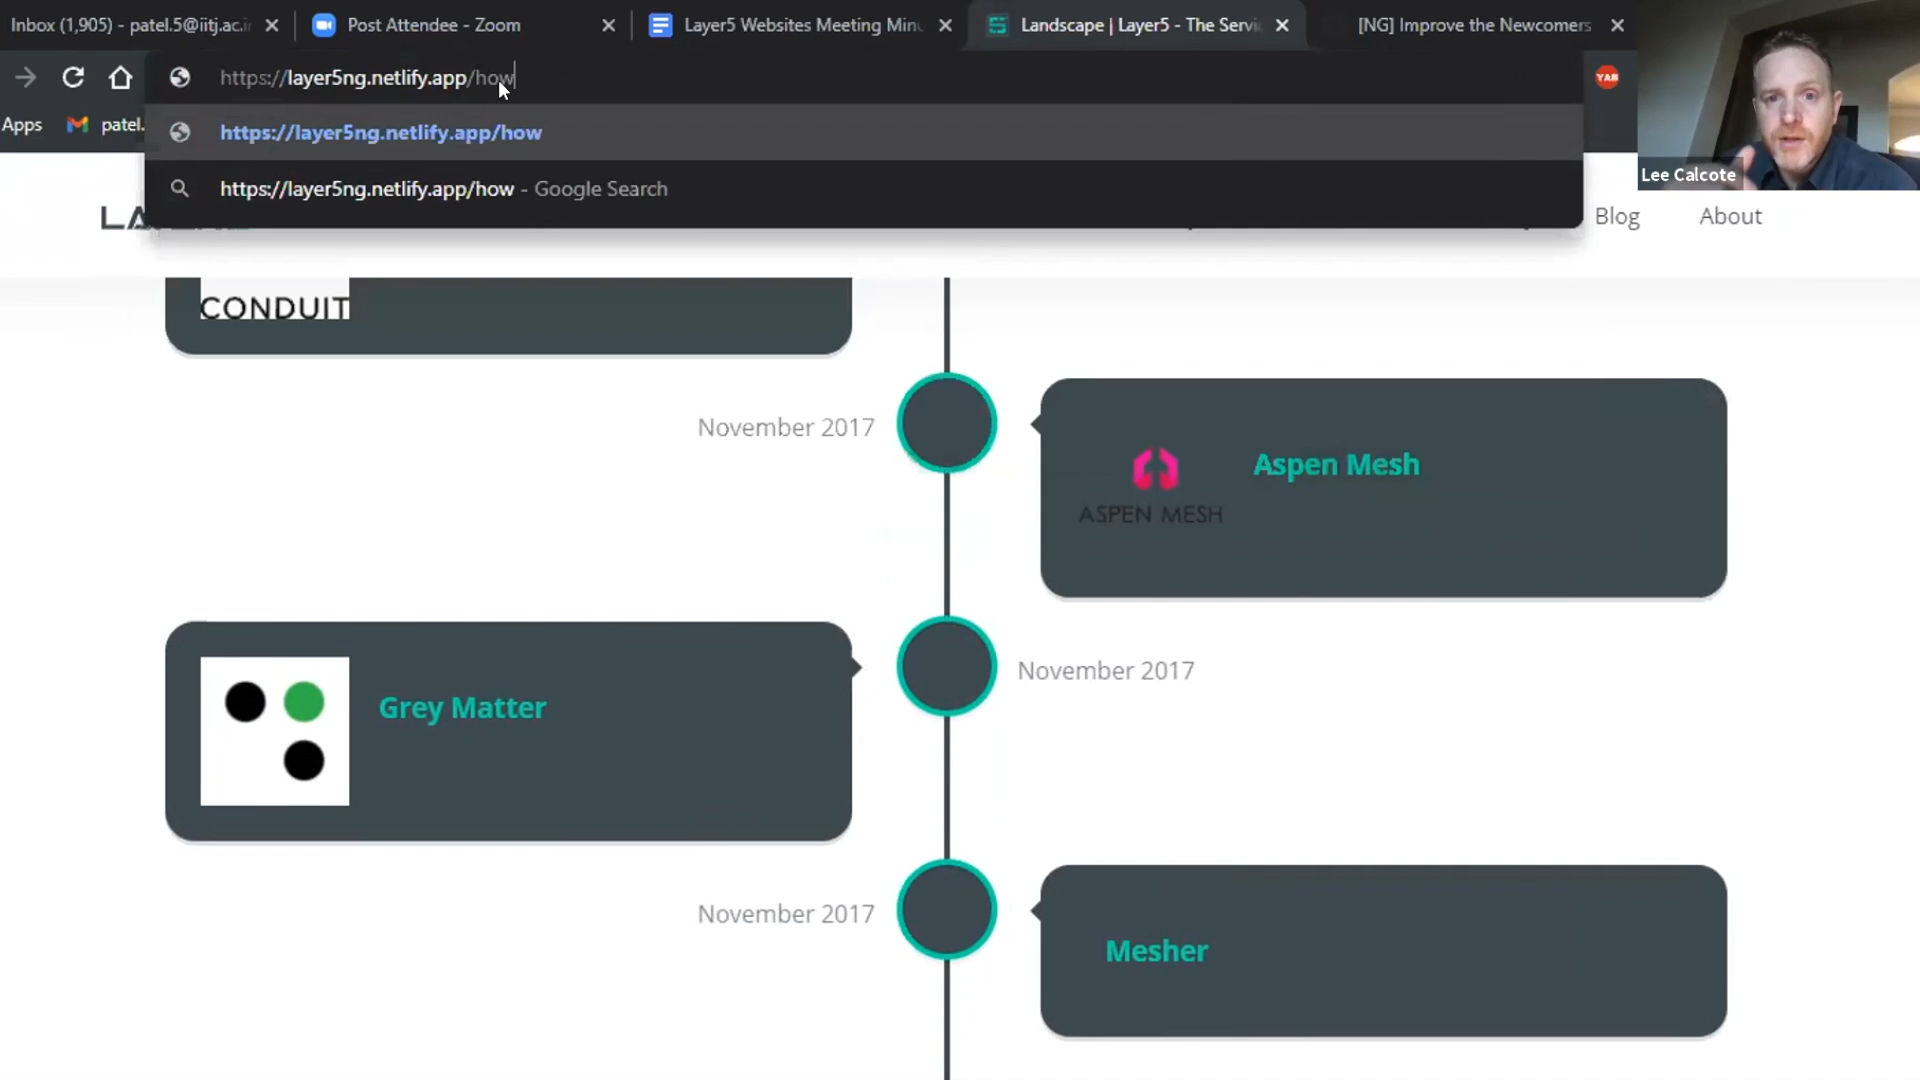 Inbox (1,905) - patel.5@iitj.ac.i
Post Attendee - Zoom
Layer5 Websites Meeting Min
Landscape | Layer5 - The Servi
[NG] Improve the Newcomers
https://layer5ng.netlify.app/how
YAB
Apps
patel.
https://layer5ng.netlify.app/how
https://layer5ng.netlify.app/how - Google Search
Lee Calcote
LA
Blog
About
CONDUIT
November 2017
Aspen Mesh
ASPEN MESH
Grey Matter
November 2017
November 2017
Mesher